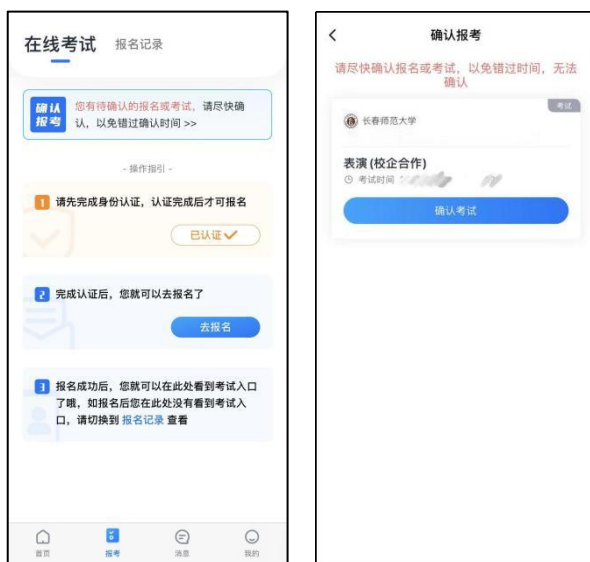 在线考试 报名记录
确认
报考
您有待确认的报名或考试，请尽快确
认，以免错过确认时间 >>
- 操作指引 -
1 请先完成身份认证，认证完成后才可报名
已认证
2 完成认证后，您就可以去报名了
去报名
3 报名成功后，您就可以在此处看到考试入口
了哦，如报名后您在此处没有看到考试入
口，请切换到 报名记录 查看
首页 报考 消息 我的
确认报考
请尽快确认报名或考试，以免错过时间，无法
确认
考试
长春师范大学
表演 (校企合作)
考试时间
确认考试